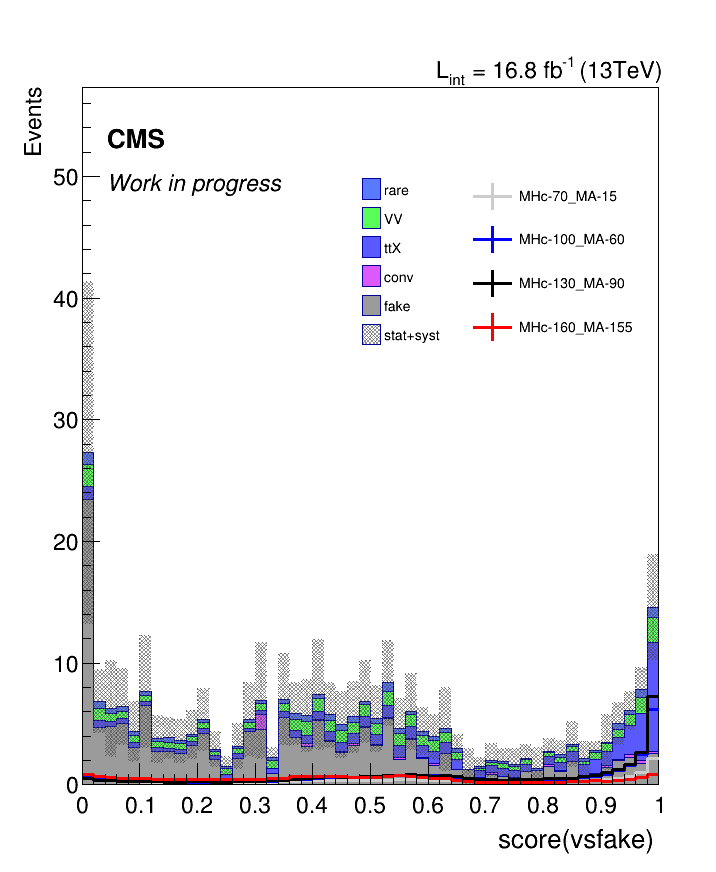 L_int = 16.8 fb^-1 (13TeV)
Events
CMS
Work in progress
rare
VV
ttX
conv
fake
stat+syst
MHc-70_MA-15
MHc-100_MA-60
MHc-130_MA-90
MHc-160_MA-155
50
40
30
20
10
0
0 0.1 0.2 0.3 0.4 0.5 0.6 0.7 0.8 0.9 1
score(vsfake)